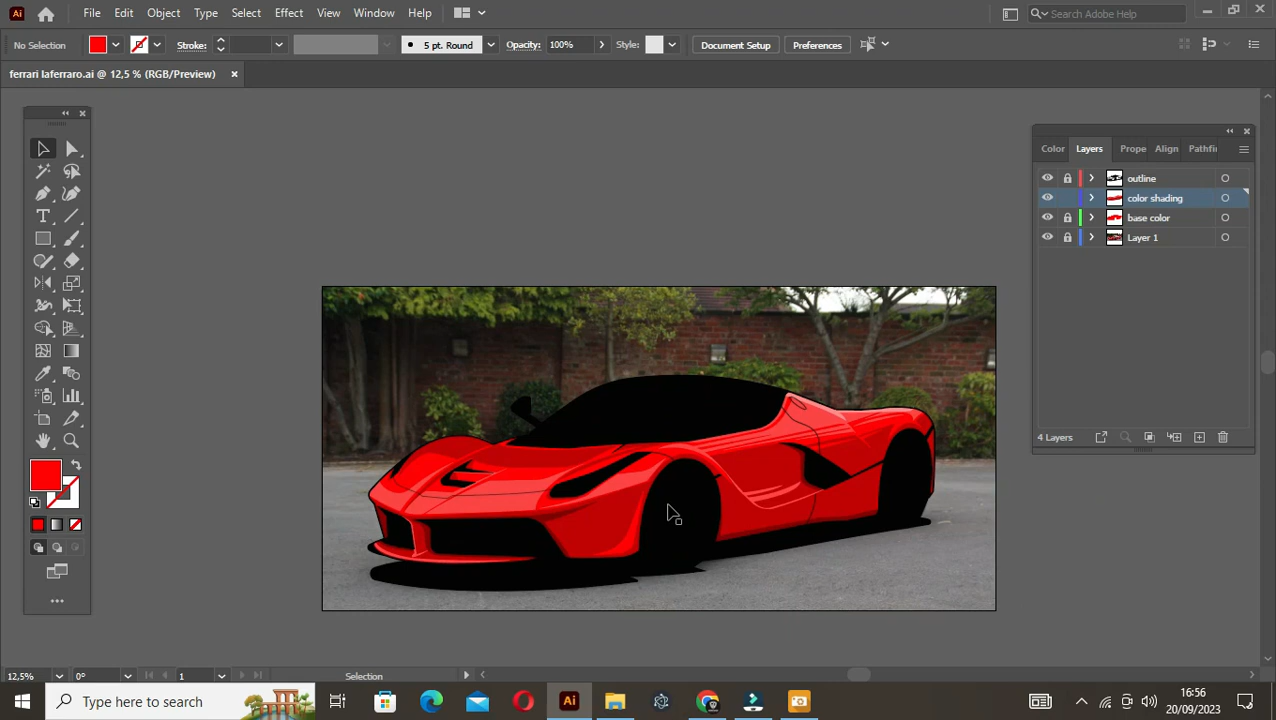 Ai File Edit Object Type Select Effect View Window Help Search Adobe Help
No Selection Stroke: 5 pt. Round Opacity: 100% Style: Document Setup Preferences
ferrari laferraro.ai @ 12,5 % (RGB/Preview)
Color Layers Prope Align Pathfi
outline
color shading
base color
Layer 1
4 Layers
12,5% 0° 1 Selection
Type here to search
Ai
16:56
20/09/2023